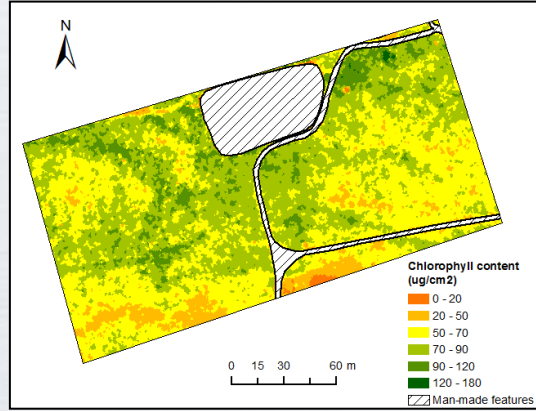 N
Chlorophyll content
(ug/cm2)
0 - 20
20 - 50
50 - 70
70 - 90
90 - 120
120 - 180
Man-made features
0 15 30 60 m